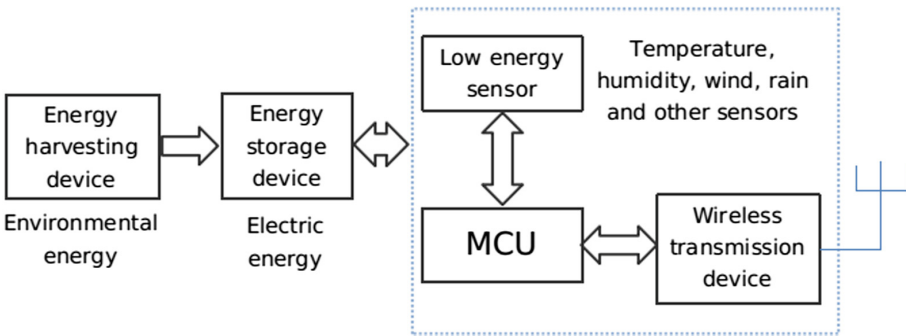 Energy
harvesting
device
Environmental
energy
Energy
storage
device
Electric
energy
Low energy
sensor
Temperature,
humidity, wind, rain
and other sensors
MCU
Wireless
transmission
device